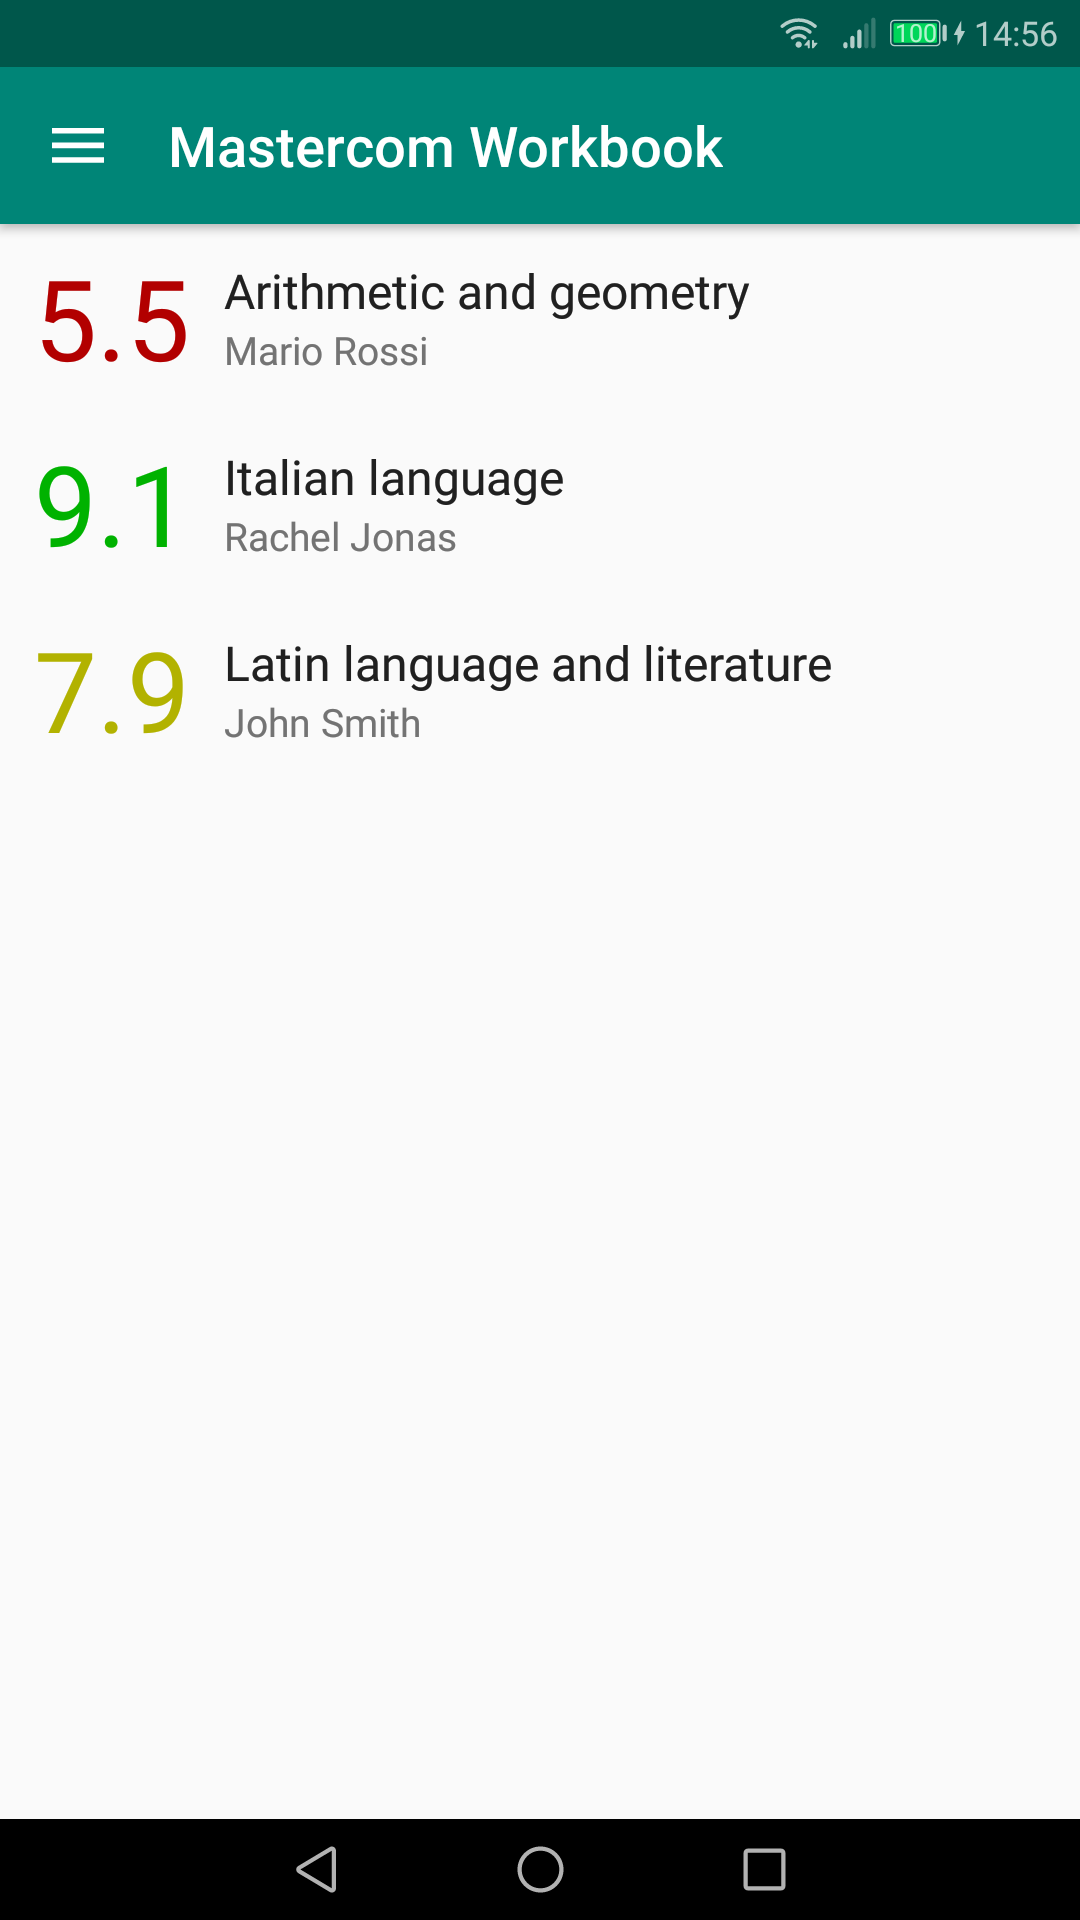 100 14:56
Mastercom Workbook
5.5 Arithmetic and geometry
Mario Rossi
9.1 Italian language
Rachel Jonas
7.9 Latin language and literature
John Smith